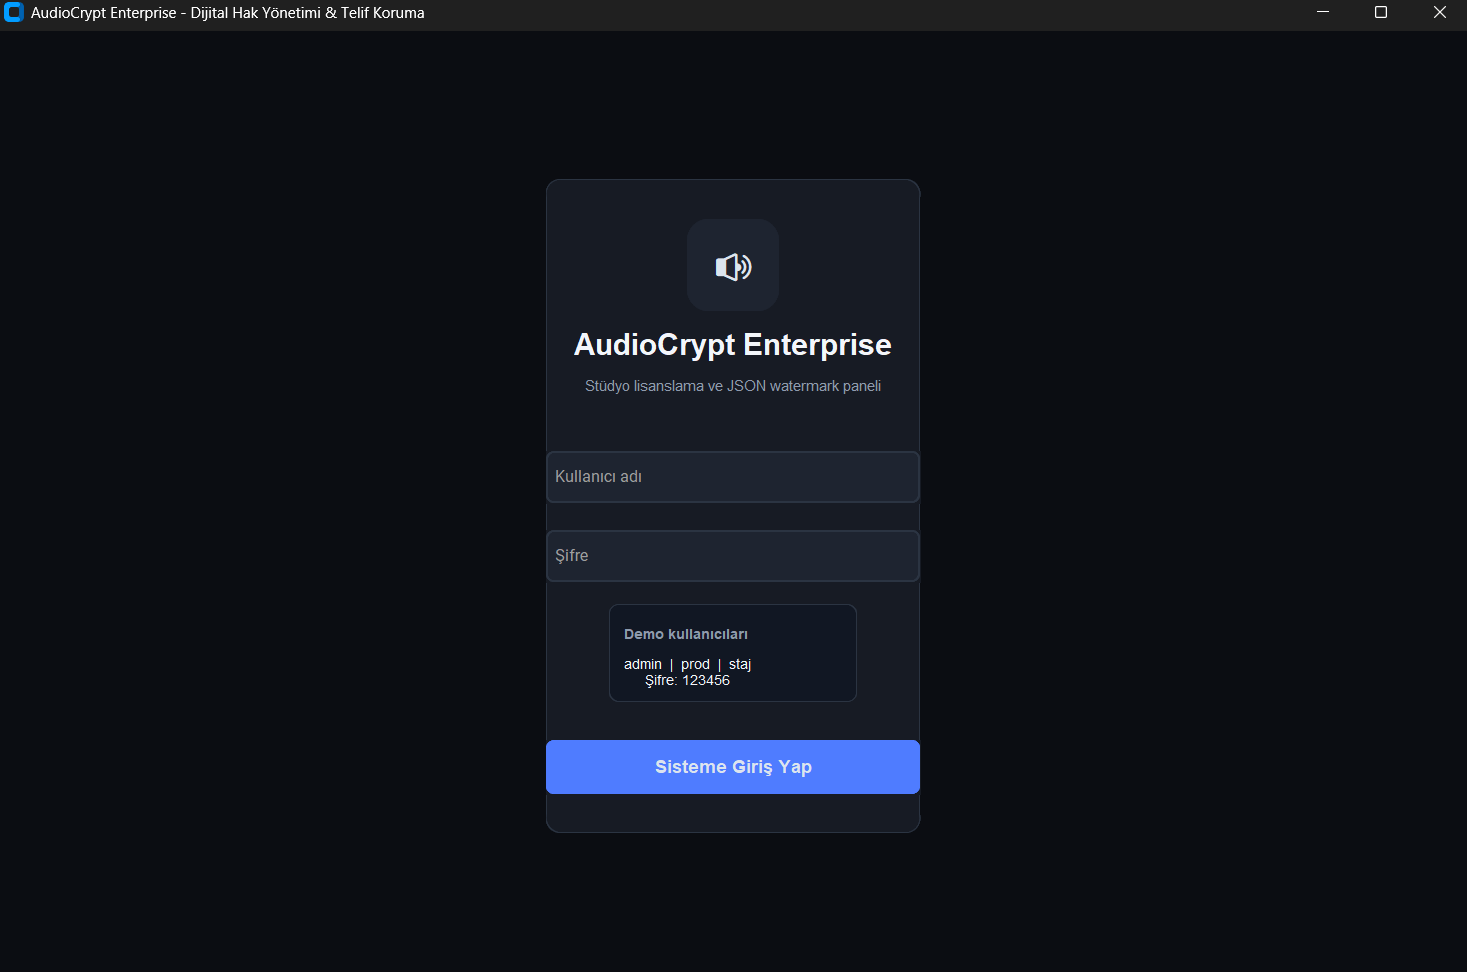 AudioCrypt Enterprise - Dijital Hak Yönetimi & Telif Koruma
AudioCrypt Enterprise
Stüdyo lisanslama ve JSON watermark paneli
Kullanıcı adı
Şifre
Demo kullanıcıları
admin | prod | staj
Şifre: 123456
Sisteme Giriş Yap